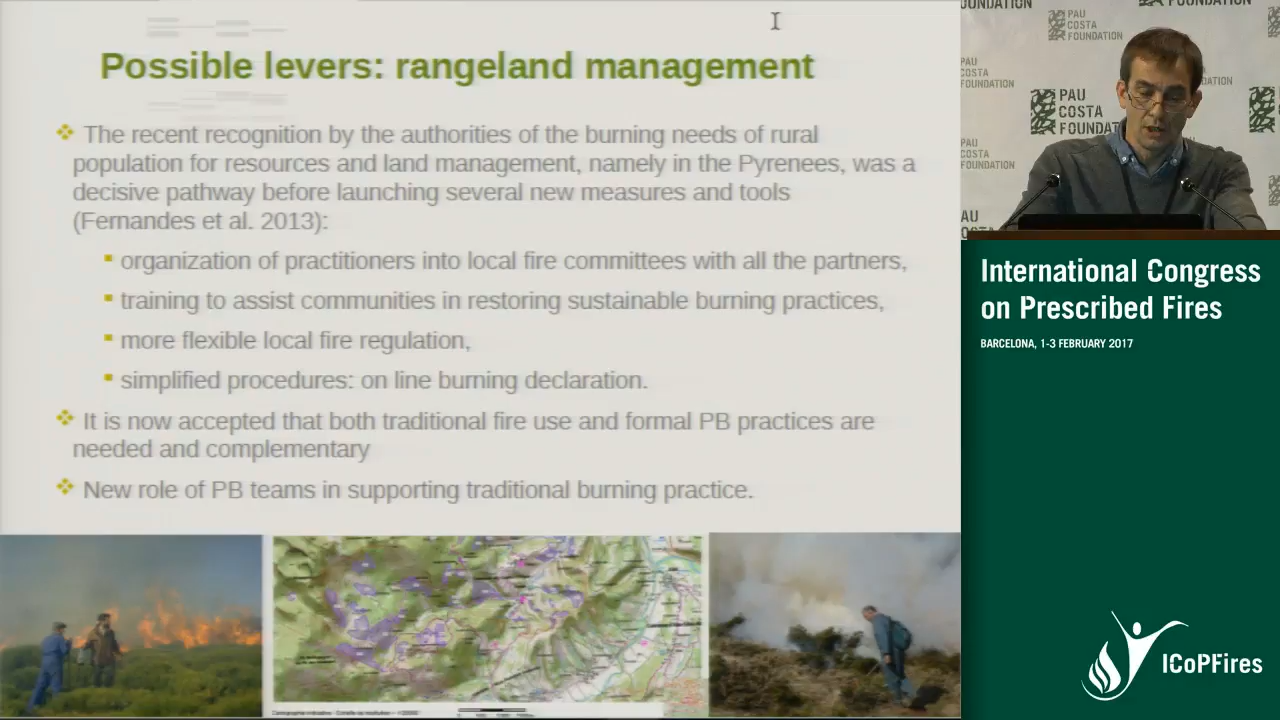 Possible levers: rangeland management
The recent recognition by the authorities of the burning needs of rural
population for resources and land management, namely in the Pyrenees, was a
decisive pathway before launching several new measures and tools
(Fernandes et al. 2013):
organization of practitioners into local fire committees with all the partners,
training to assist communities in restoring sustainable burning practices,
more flexible local fire regulation,
simplified procedures: on line burning declaration.
It is now accepted that both traditional fire use and formal PB practices are
needed and complementary
New role of PB teams in supporting traditional burning practice.
FOUNDATION
PAU
COSTA
FOUNDATION
PAU
COSTA
FOUNDATION
International Congress
on Prescribed Fires
BARCELONA, 1-3 FEBRUARY 2017
ICoPFires